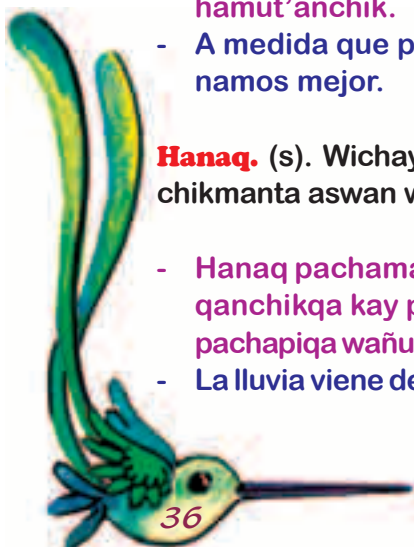 hamut'anchik.
- A medida que p
namos mejor.
Hanaq. (s). Wichay
chikmanta aswan w
- Hanaq pachama
qanchikqa kay p
pachapiqa wañu
- La lluvia viene de
36